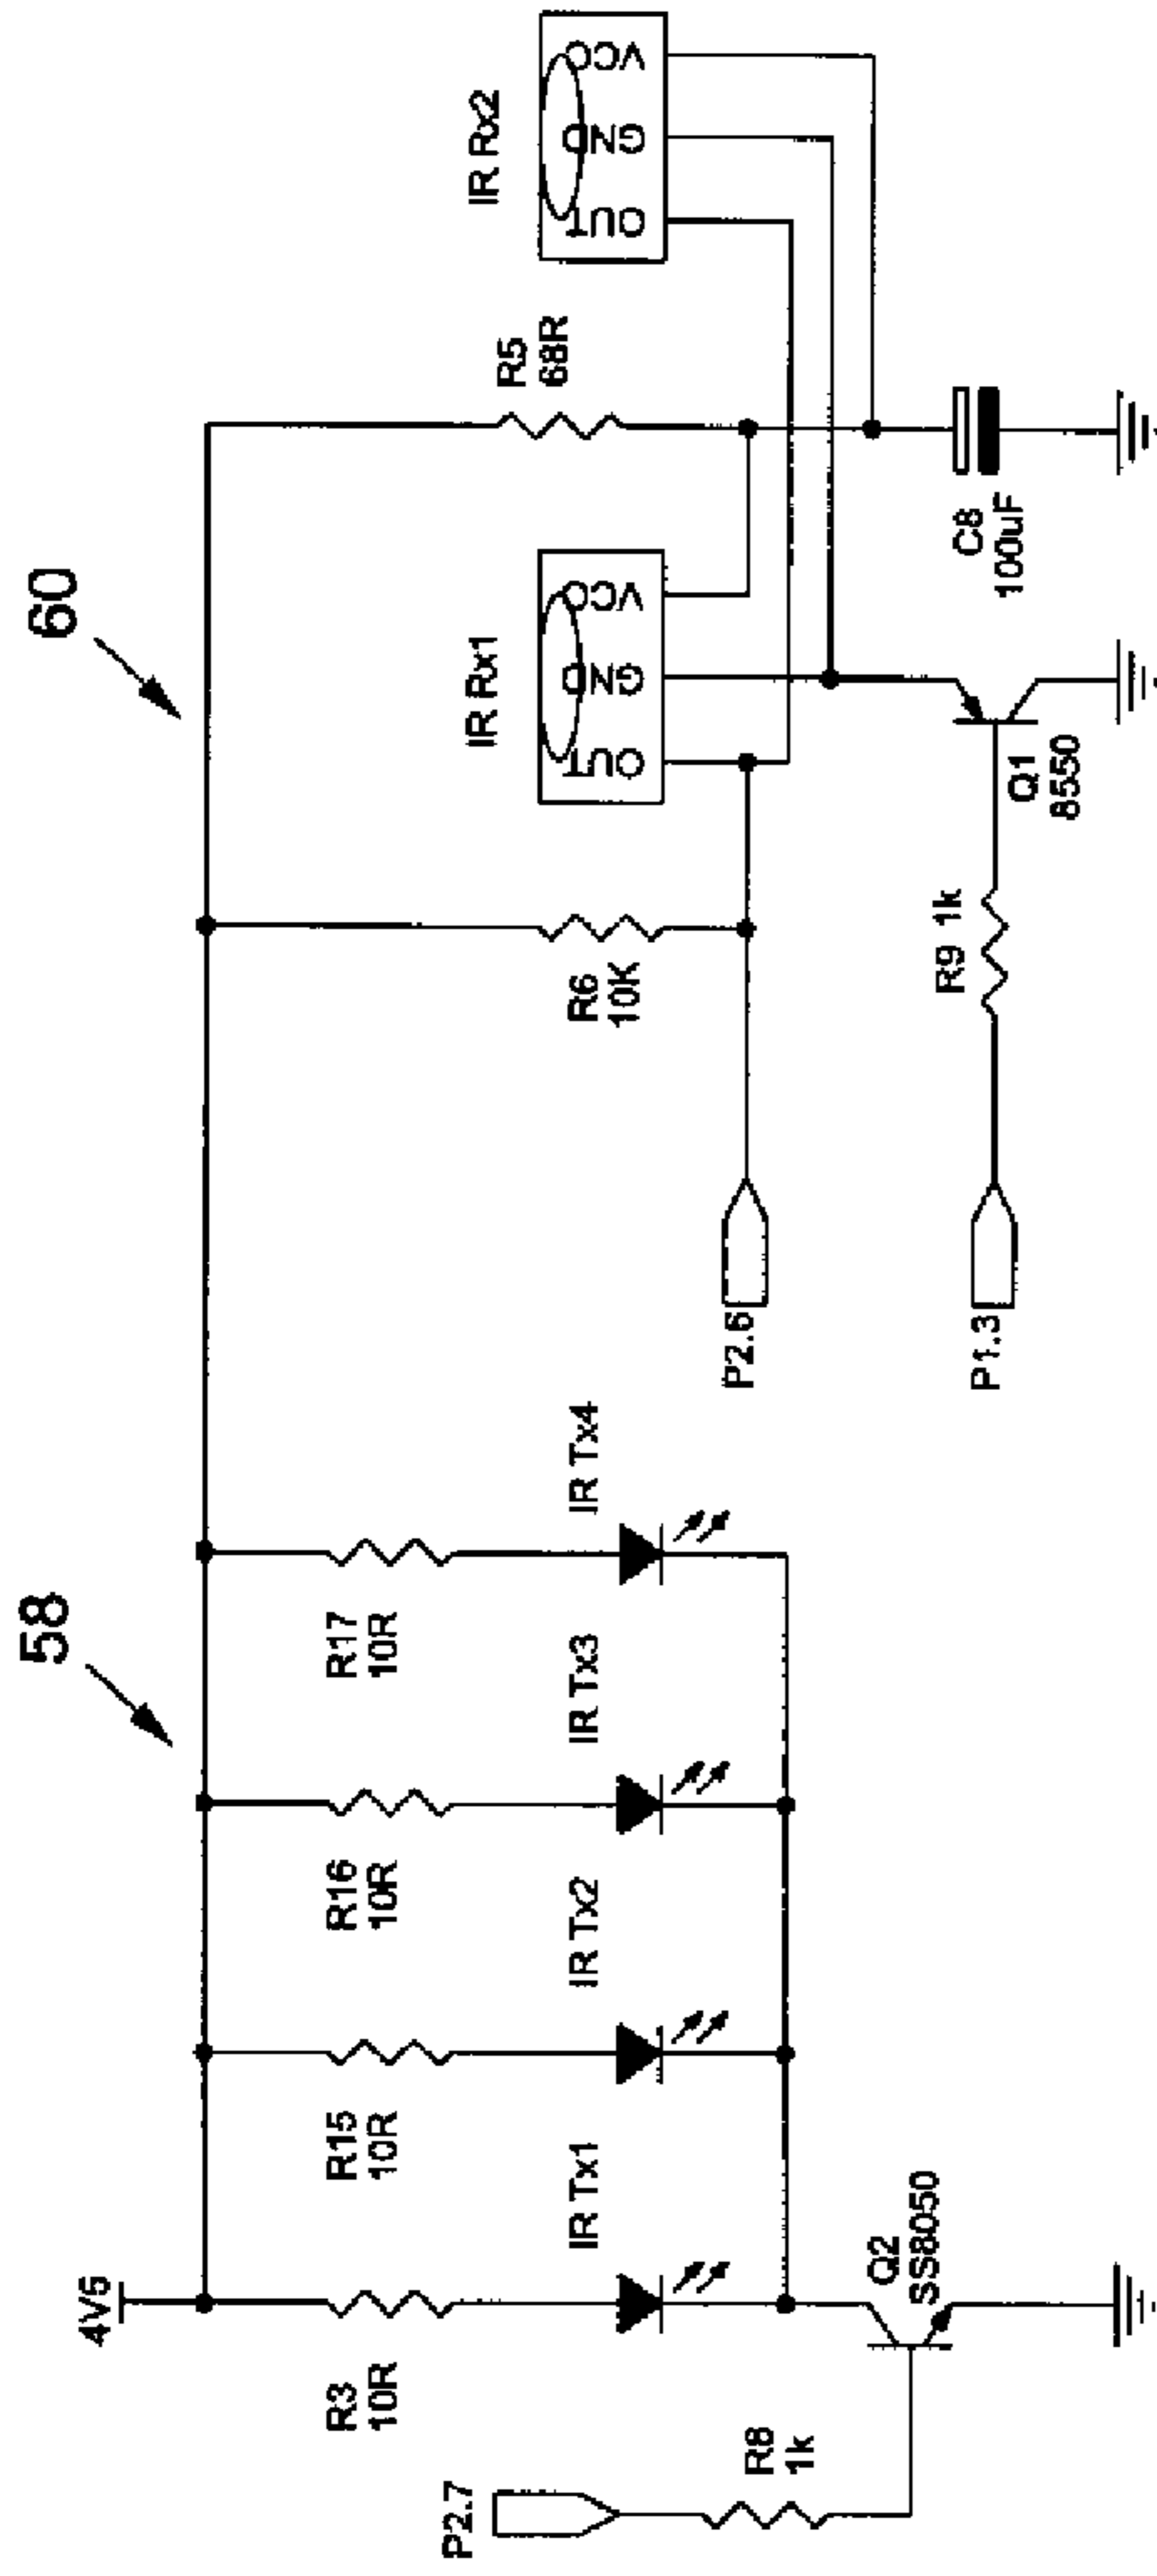 58
60
4V5
R3
10R
R15
10R
R16
10R
R17
10R
IR Tx1
IR Tx2
IR Tx3
IR Tx4
P2.7
R8
1k
Q2
SS8050
R6
10K
P2.6
P1.3
R9 1k
Q1
8550
IR Rx1
OUT
GND
VCC
R5
68R
C8
100uF
IR Rx2
OUT
GND
VCC